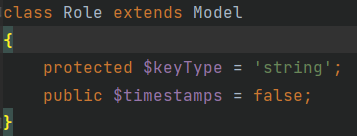 class Role extends Model
{
    protected $keyType = 'string';
    public $timestamps = false;
}